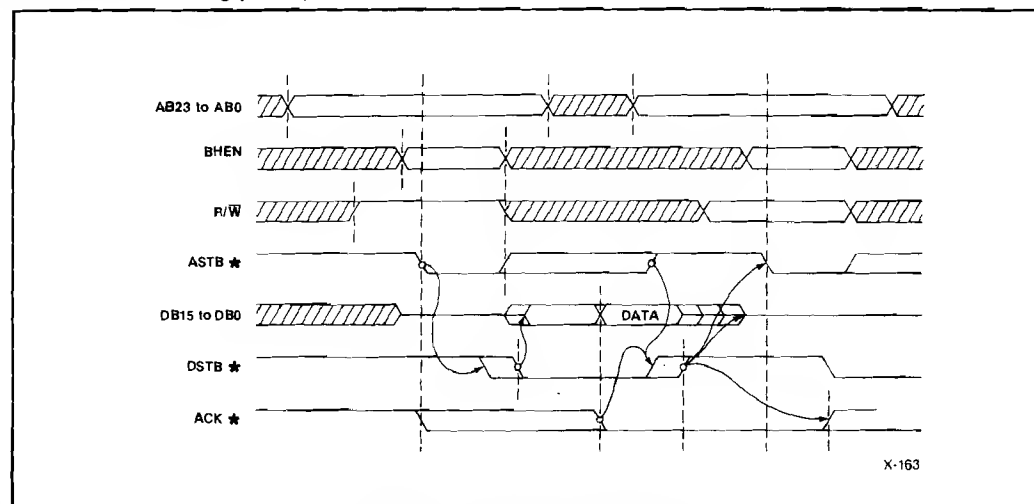 AB23 to AB0
BHEN
R/W̅
ASTB *
DB15 to DB0
DATA
DSTB *
ACK *
X-163